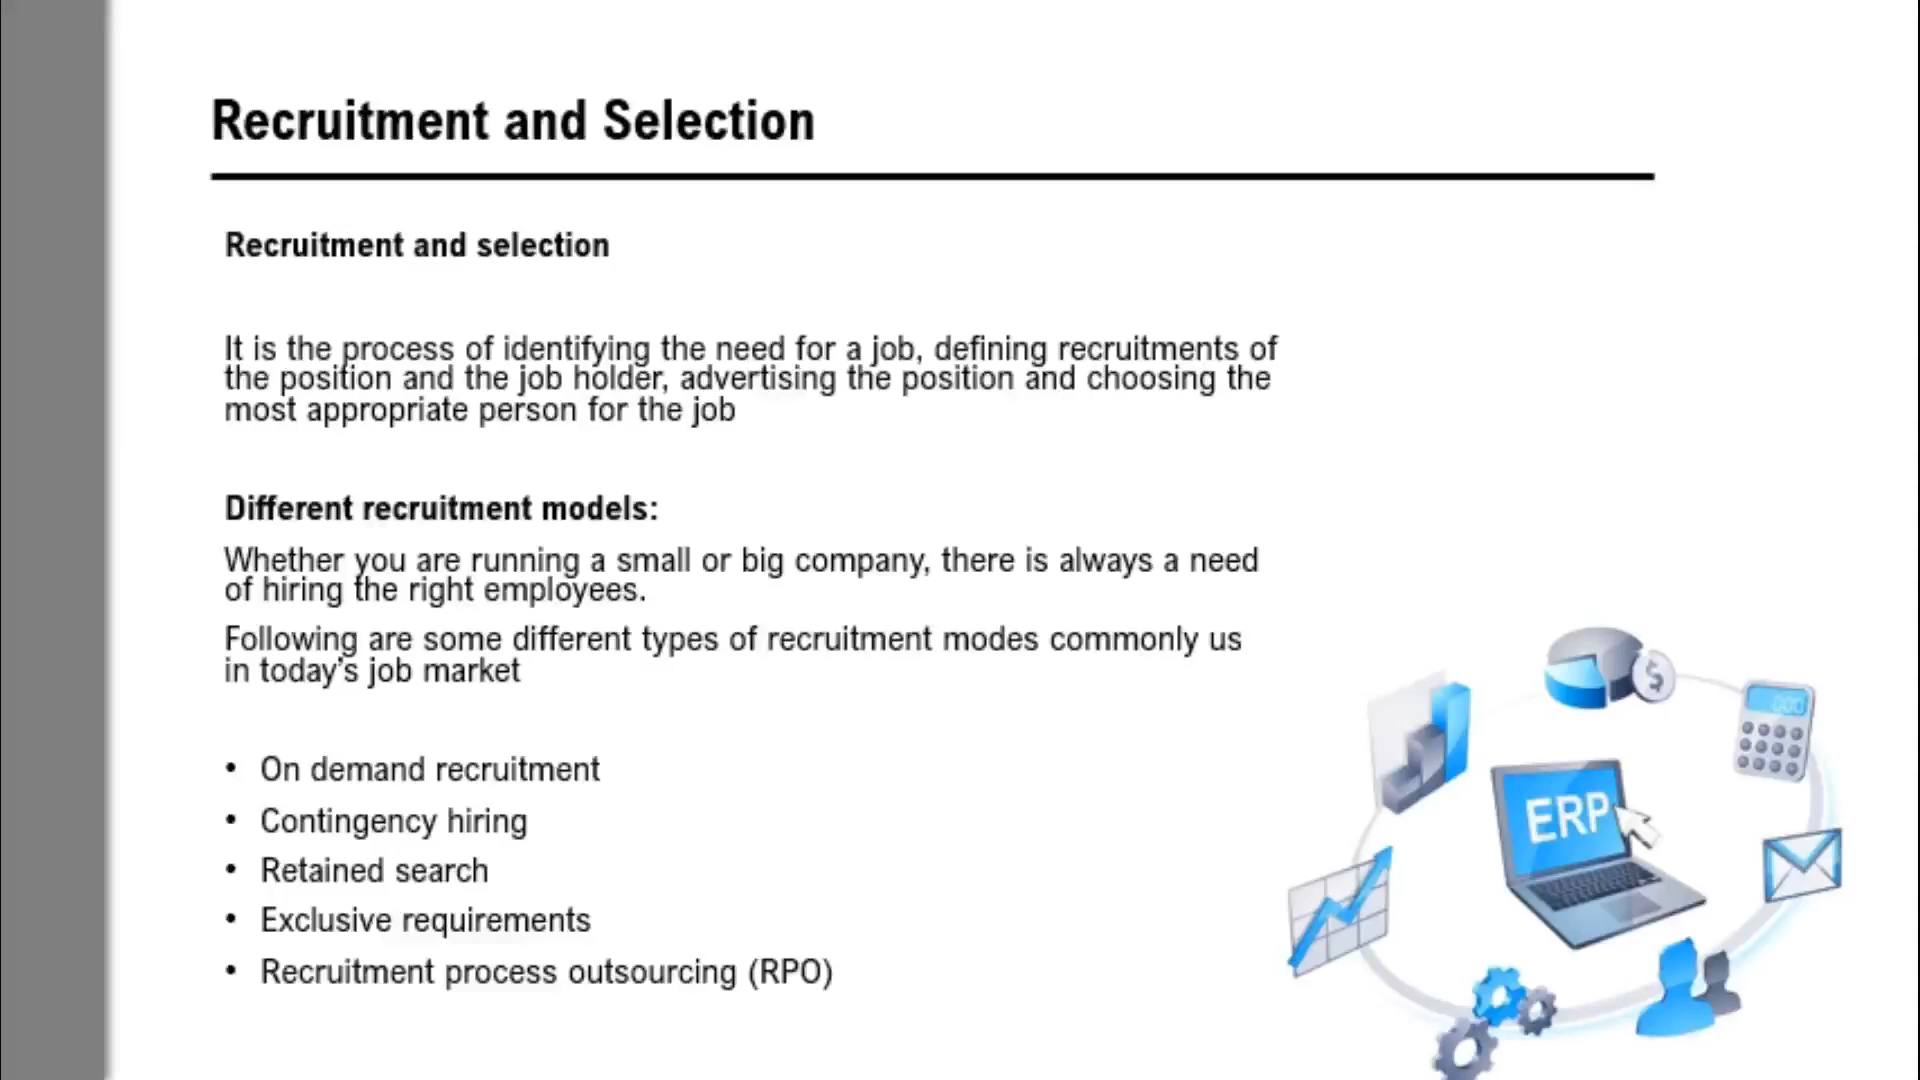 Recruitment and Selection
Recruitment and selection
It is the process of identifying the need for a job, defining recruitments of
the position and the job holder, advertising the position and choosing the
most appropriate person for the job
Different recruitment models:
Whether you are running a small or big company, there is always a need
of hiring the right employees.
Following are some different types of recruitment modes commonly us
in today's job market
• On demand recruitment
• Contingency hiring
• Retained search
• Exclusive requirements
• Recruitment process outsourcing (RPO)
$
000
ERP